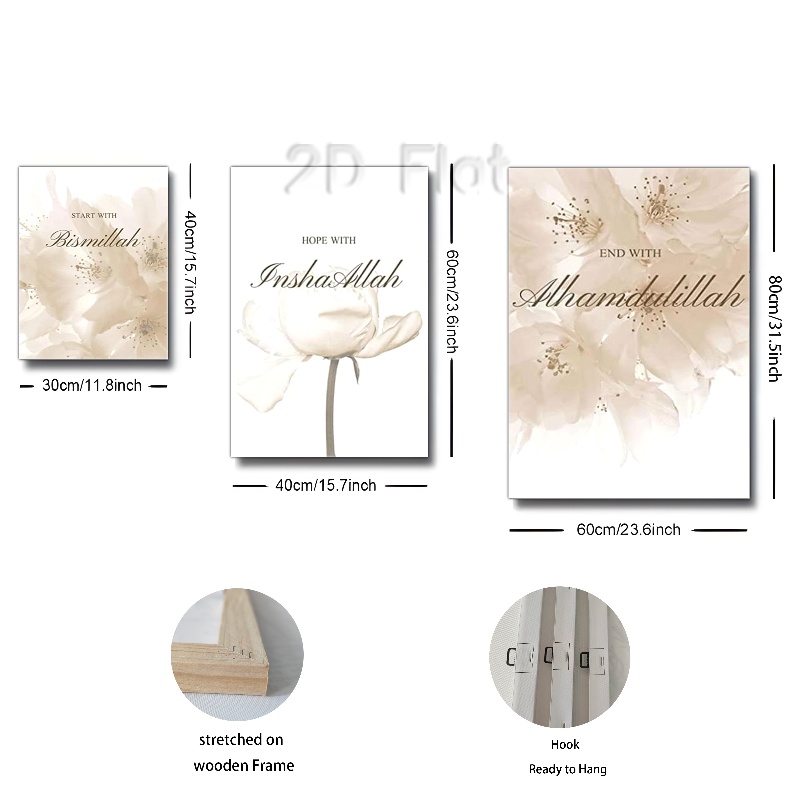 2D Flat
START WITH
Bismillah
40cm/15.7inch
30cm/11.8inch
HOPE WITH
InshaAllah
60cm/23.6inch
40cm/15.7inch
END WITH
Alhamdulillah
80cm/31.5inch
60cm/23.6inch
stretched on
wooden Frame
Hook
Ready to Hang